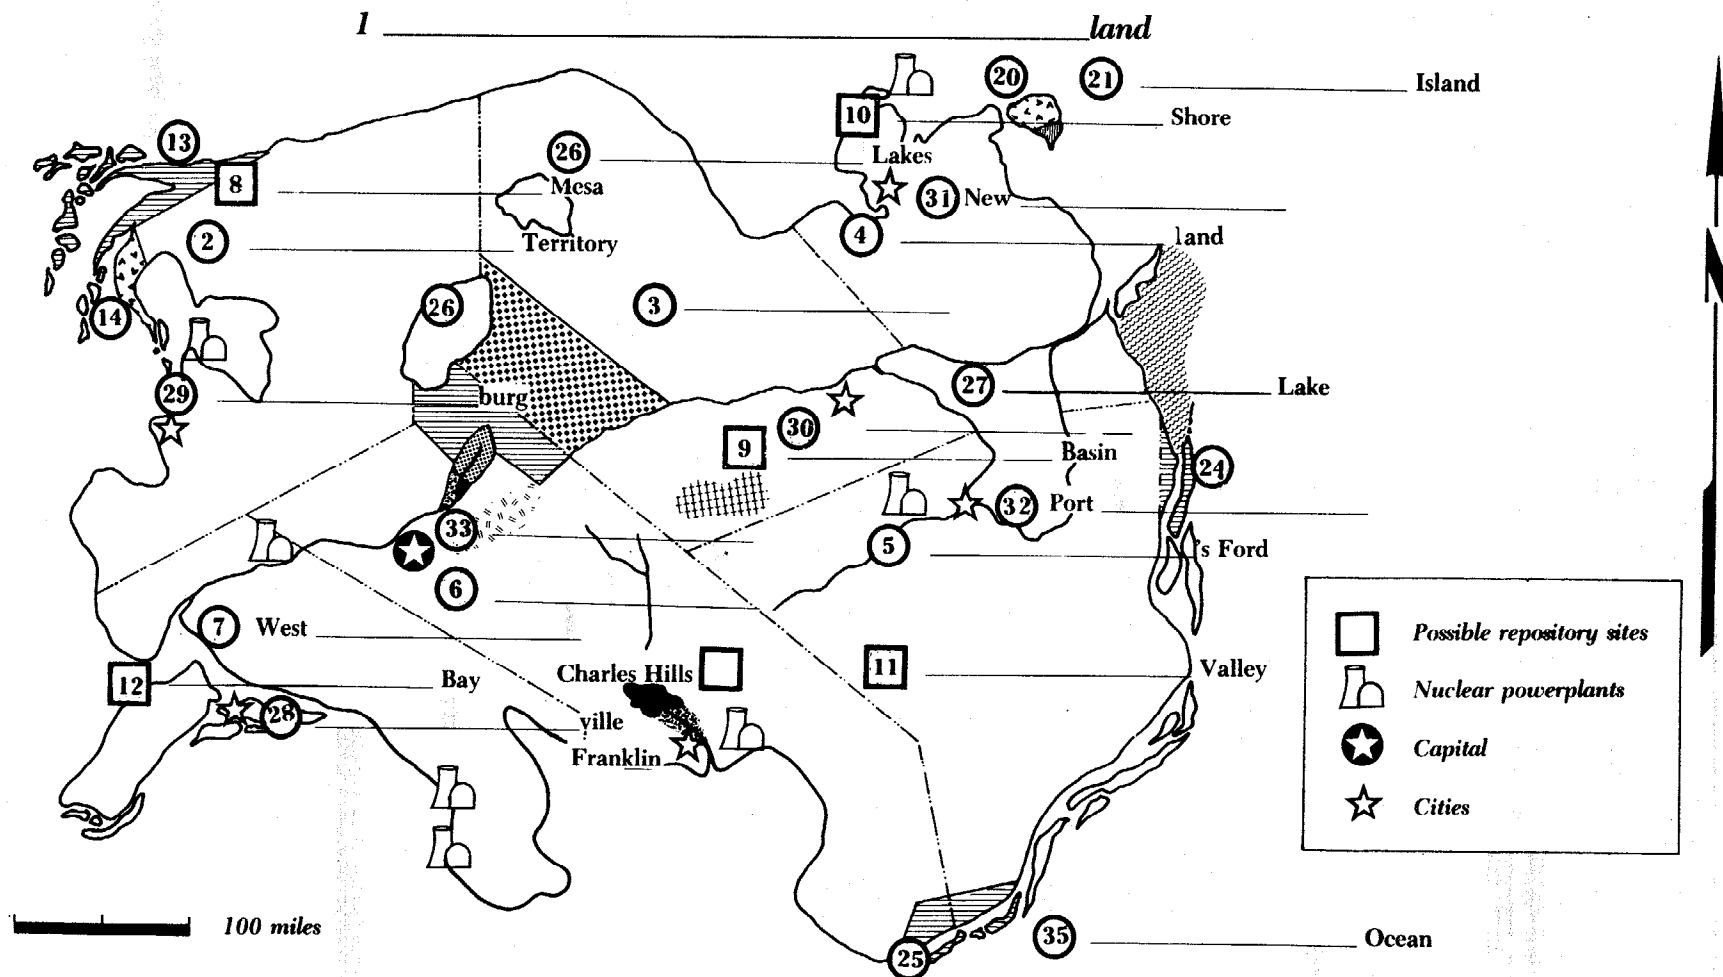 1 land
20 21 Island
10 Shore
13
26 Lakes
8 Mesa
31 New
2 Territory
4 land
26 3
14
27 Lake
29 burg
30
9 Basin
24
32 Port
33
5 's Ford
6
7 West
Charles Hills 11 Valley
12 Bay
28 ville
Franklin
Possible repository sites
Nuclear powerplants
Capital
Cities
N
100 miles
35 Ocean
25